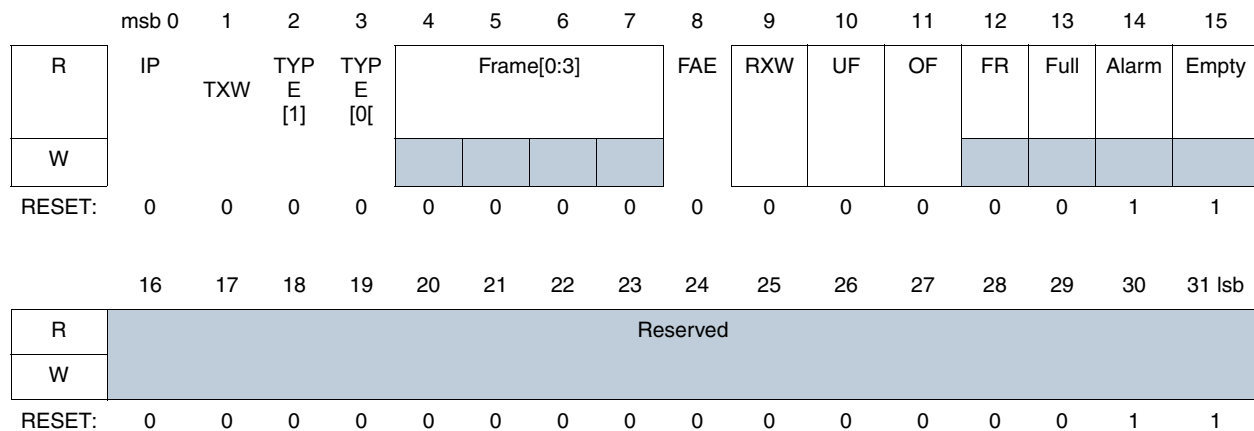 msb 0 1 2 3 4 5 6 7 8 9 10 11 12 13 14 15
R IP TXW TYP E [1] TYP E [0[ Frame[0:3] FAE RXW UF OF FR Full Alarm Empty
W
RESET: 0 0 0 0 0 0 0 0 0 0 0 0 0 0 1 1
16 17 18 19 20 21 22 23 24 25 26 27 28 29 30 31 lsb
R Reserved
W
RESET: 0 0 0 0 0 0 0 0 0 0 0 0 0 0 1 1